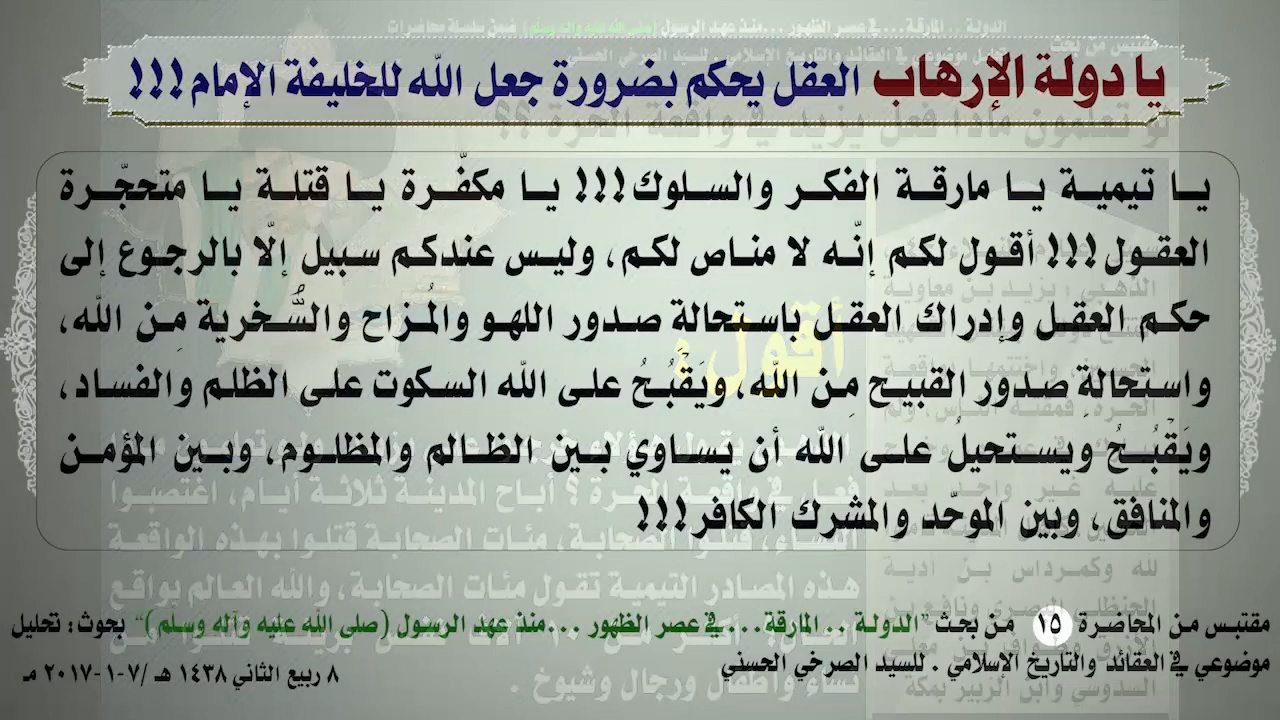 يا دولة الإرهاب العقل يحكم بضرورة جعل الله للخليفة الإمام!!!
يا تيمية يا مارقة الفكر والسلوك!!! يا مكفّرة يا قتلة يا متحجّرة
العقول!!! أقول لكم إنّه لا مناص لكم، وليس عندكم سبيل إلّا بالرجوع إلى
حكم العقل وإدراك العقل باستحالة صدور اللهو والمُزاح والسُّخرية مِن الله،
واستحالةِ صدور القبيح مِن الله، ويَقْبُحُ على الله السكوت على الظلم والفساد،
ويَقْبُحُ ويستحيلُ على الله أن يساوي بين الظالم والمظلوم، وبين المؤمن
والمنافق، وبين الموحّد والمشرك الكافر!!!
أقول:
مقتبس من المحاضرة ١٥ من بحث "الدولة .. المارقة... في عصر الظهور ...منذ عهد الرسول (صلى الله عليه وآله وسلم)" بحوث: تحليل
موضوعي في العقائد والتاريخ الإسلامي . للسيد الصرخي الحسني
٨ ربيع الثاني ١٤٣٨ هـ /٧-١-٢٠١٧ مـ